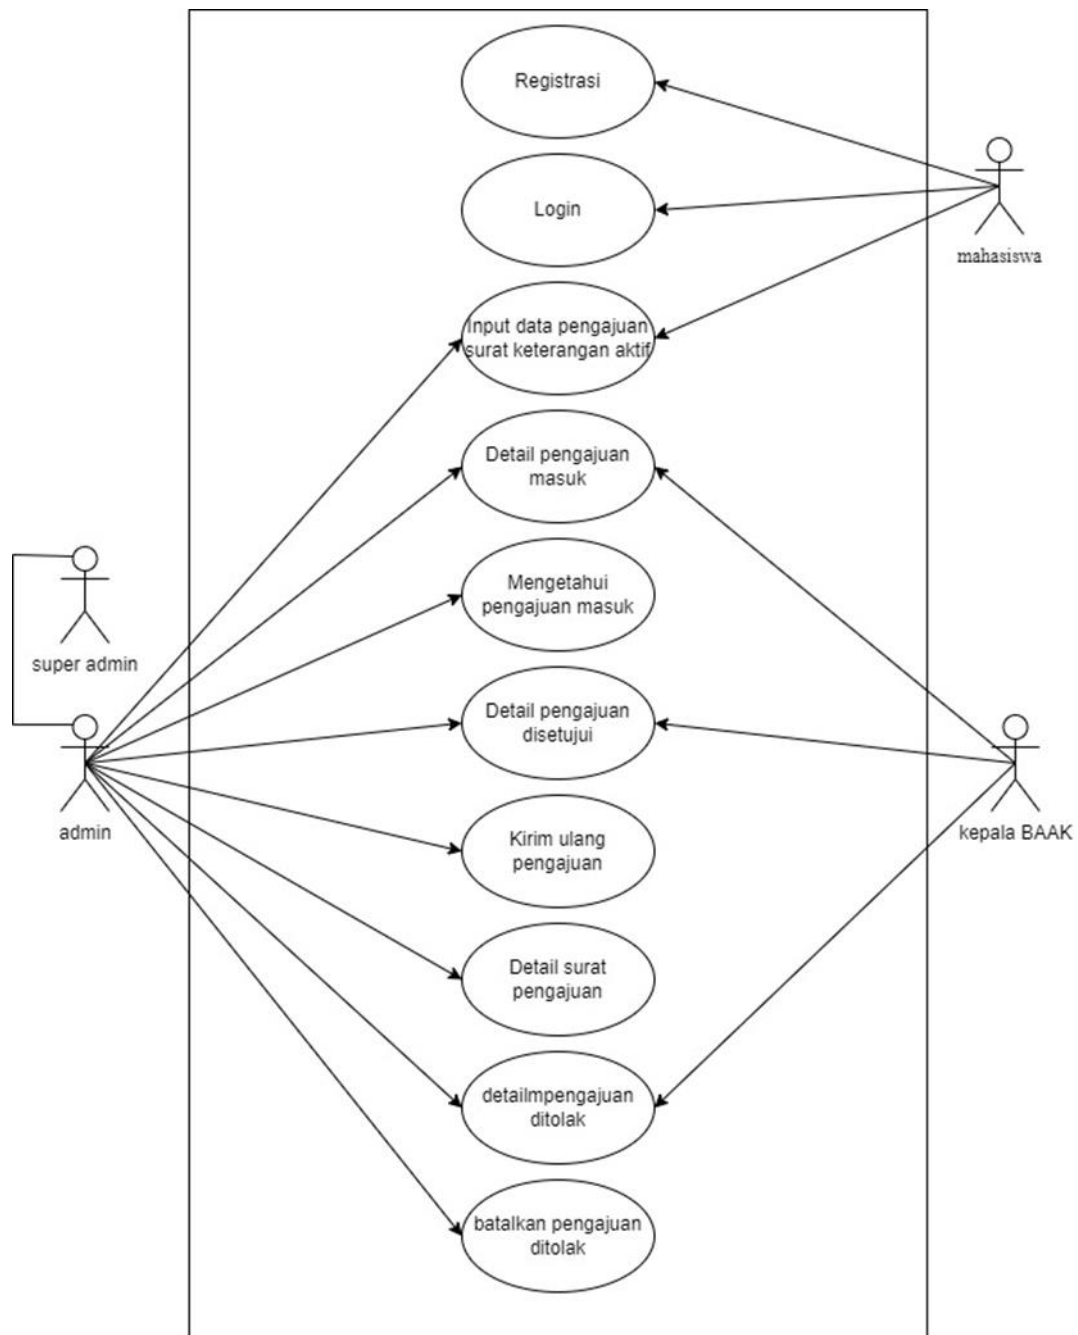 Registrasi
Login
mahasiswa
Input data pengajuan
surat keterangan aktif
Detail pengajuan
masuk
Mengetahui
pengajuan masuk
super admin
Detail pengajuan
disetujui
admin
kepala BAAK
Kirim ulang
pengajuan
Detail surat
pengajuan
detailmpengajuan
ditolak
batalkan pengajuan
ditolak